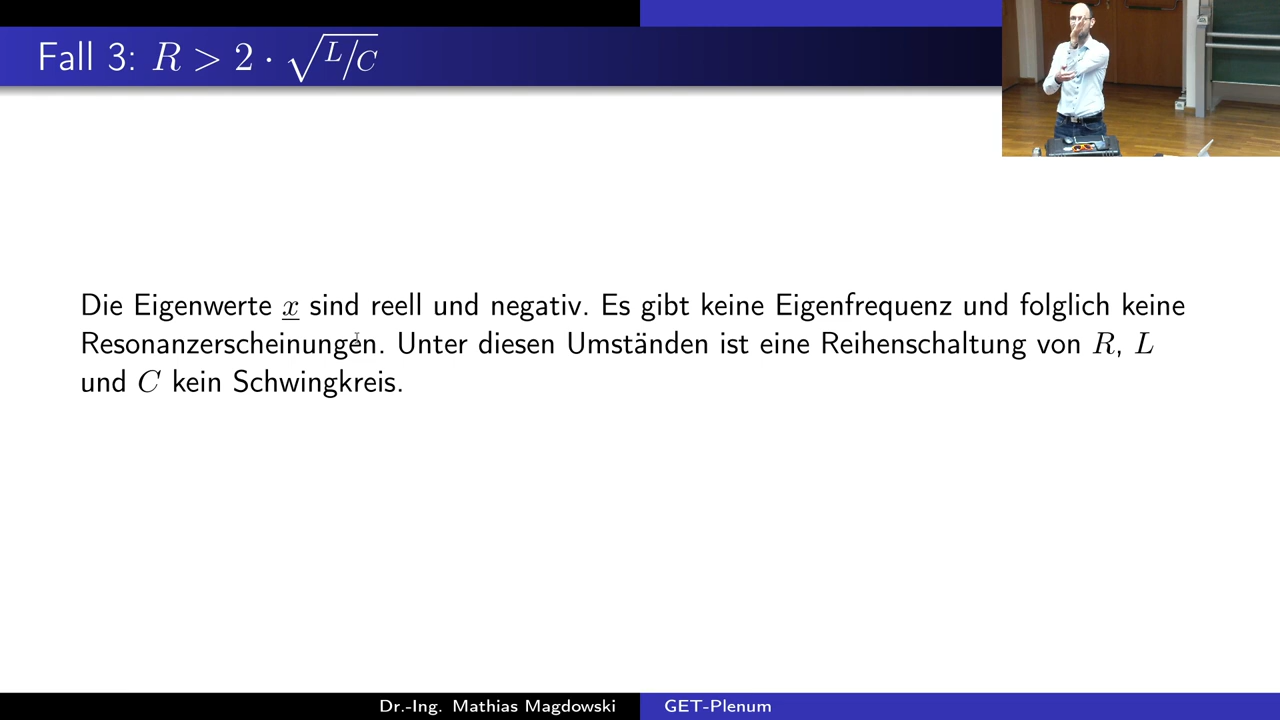 Fall 3: R > 2 · √L/C
Die Eigenwerte x sind reell und negativ. Es gibt keine Eigenfrequenz und folglich keine
Resonanzerscheinungen. Unter diesen Umständen ist eine Reihenschaltung von R, L
und C kein Schwingkreis.
Dr.-Ing. Mathias Magdowski
GET-Plenum